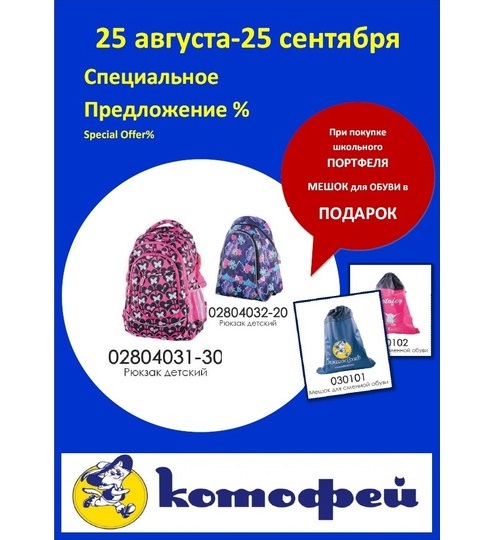 25 августа-25 сентября
Специальное
Предложение %
Special Offer%
При покупке
школьного
ПОРТФЕЛЯ
МЕШОК для ОБУВИ в
ПОДАРОК
02804032-20
Рюкзак детский
02804031-30
Рюкзак детский
0102
сменной обуви
030101
Мешок для сменной обуви
котофей